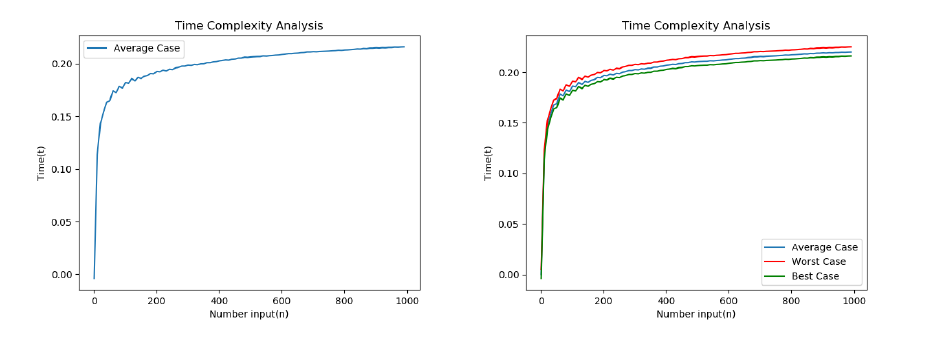 Time Complexity Analysis
Average Case
0.20
0.15
0.10
0.05
0.00
Time(t)
0 200 400 600 800 1000
Number input(n)
Time Complexity Analysis
0.20
0.15
0.10
0.05
0.00
Time(t)
Average Case
Worst Case
Best Case
0 200 400 600 800 1000
Number input(n)